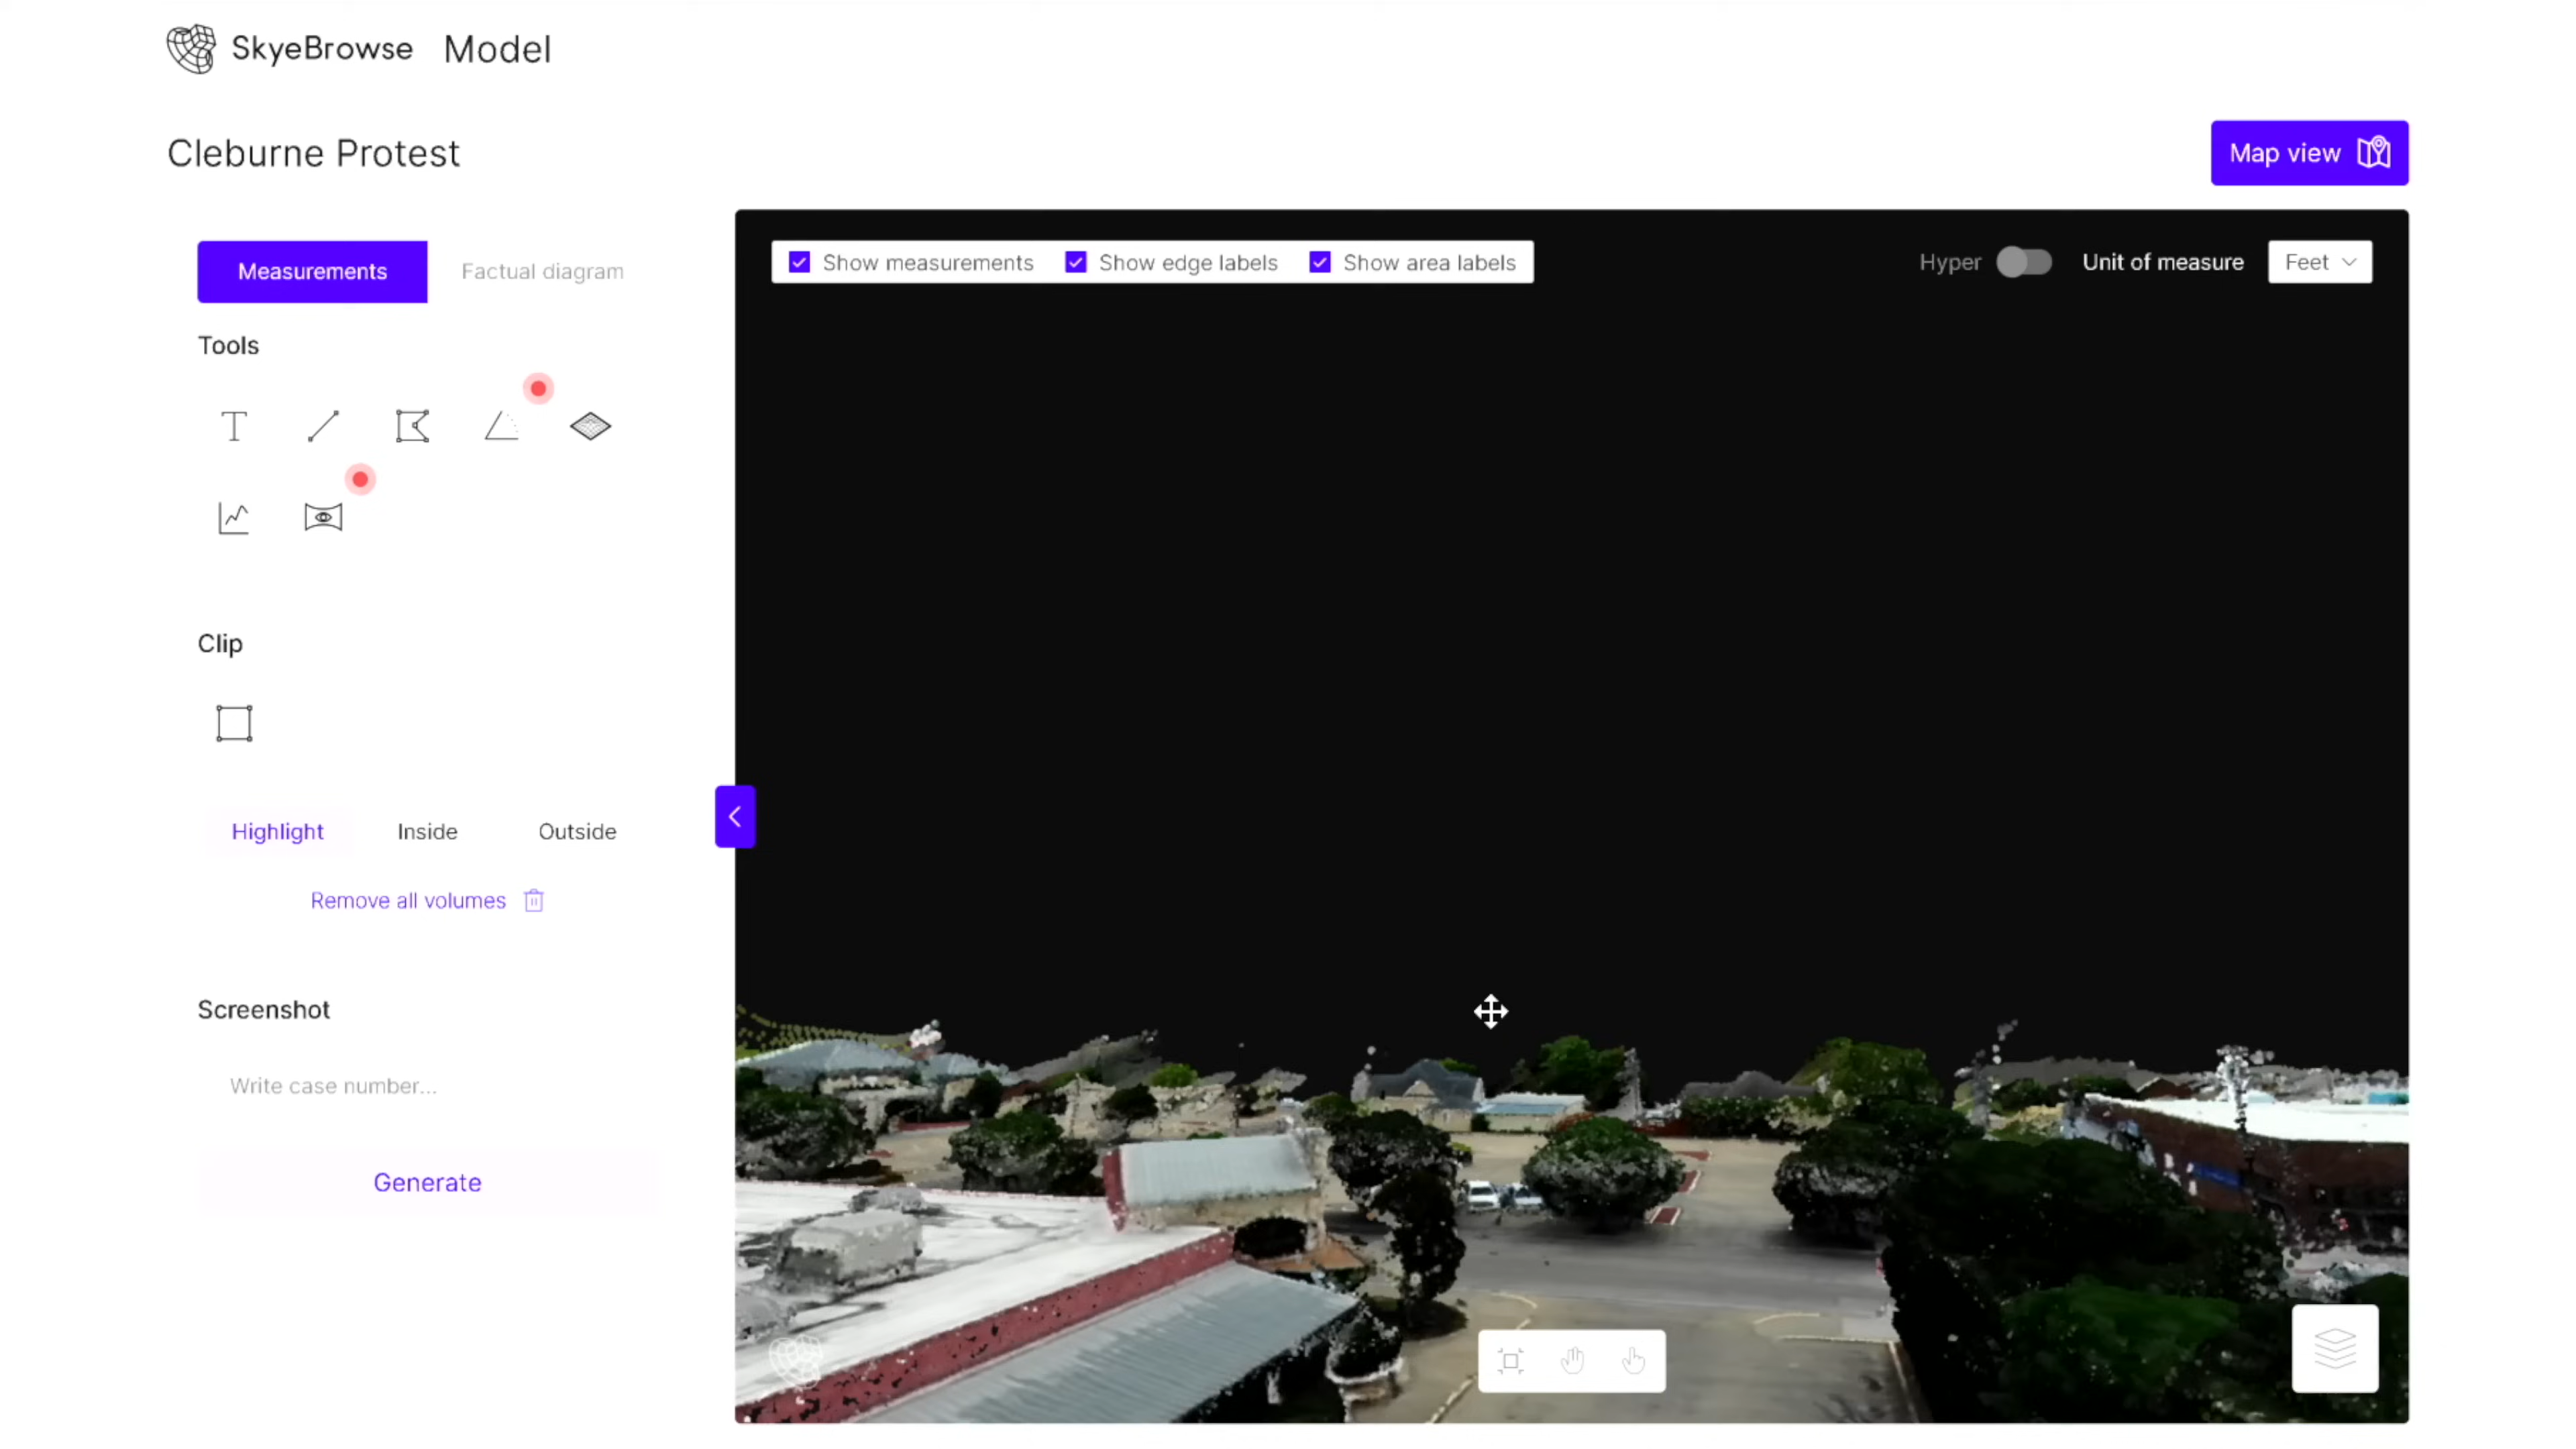 SkyeBrowse Model
Cleburne Protest
Map view
Measurements
Factual diagram
Show measurements
Show edge labels
Show area labels
Hyper
Unit of measure
Feet
Tools
Clip
Highlight
Inside
Outside
Remove all volumes
Screenshot
Write case number...
Generate